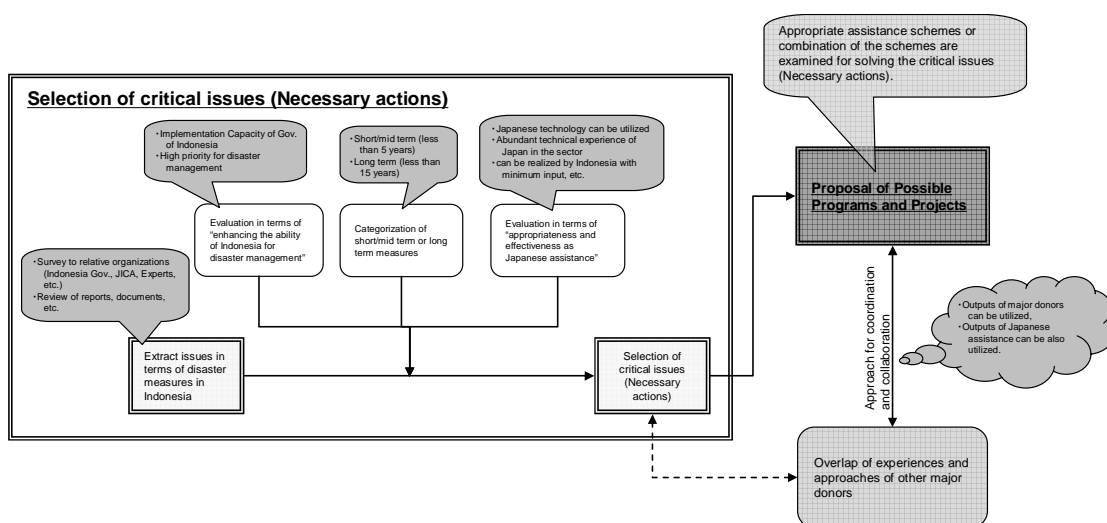 Appropriate assistance schemes or
combination of the schemes are
examined for solving the critical issues
(Necessary actions).
Selection of critical issues (Necessary actions)
・Implementation Capacity of Gov.
of Indonesia
・High priority for disaster
management
・Short/mid term (less
than 5 years)
・Long term (less than
15 years)
・Japanese technology can be utilized
・Abundant technical experience of
Japan in the sector
・can be realized by Indonesia with
minimum input, etc.
Proposal of Possible
Programs and Projects
Evaluation in terms of
“enhancing the ability
of Indonesia for
disaster management”
Categorization of
short/mid term or long
term measures
Evaluation in terms of
“appropriateness and
effectiveness as
Japanese assistance”
・Survey to relative organizations
(Indonesia Gov., JICA, Experts,
etc.)
・Review of reports, documents,
etc.
Extract issues in
terms of disaster
measures in
Indonesia
Selection of
critical issues
(Necessary
actions)
Approach for coordination
and collaboration
・Outputs of major donors
can be utilized,
・Outputs of Japanese
assistance can be also
utilized.
Overlap of experiences and
approaches of other major
donors